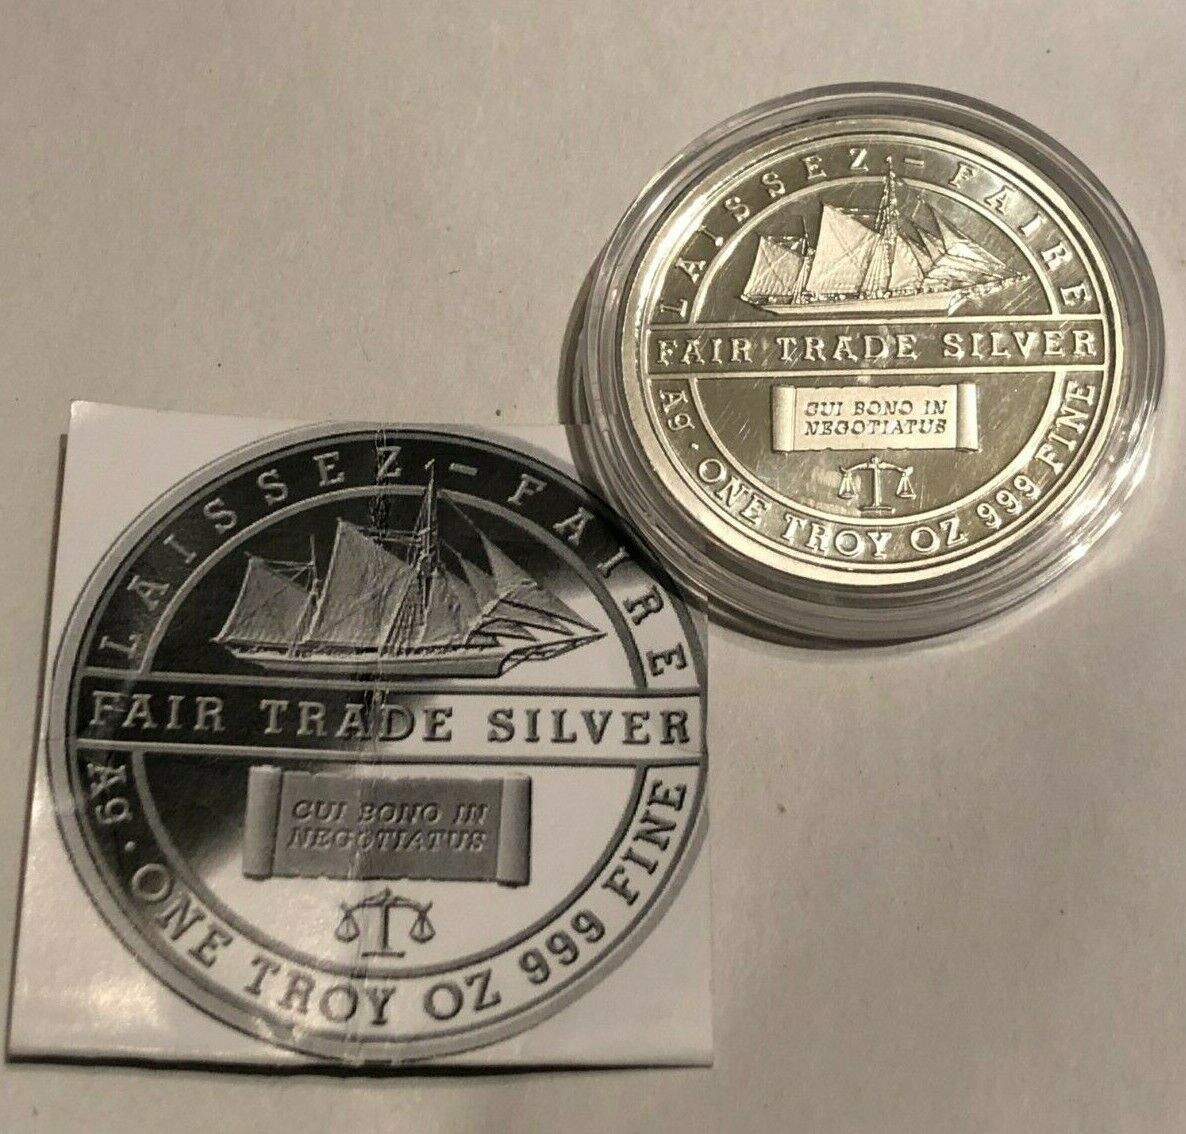 LAISSEZ-FAIRE
FAIR TRADE SILVER
CUI BONO IN
NEGOTIATUS
Ag · ONE TROY OZ 999 FINE
LAISSEZ-FAIRE
FAIR TRADE SILVER
CUI BONO IN
NEGOTIATUS
Ag · ONE TROY OZ 999 FINE